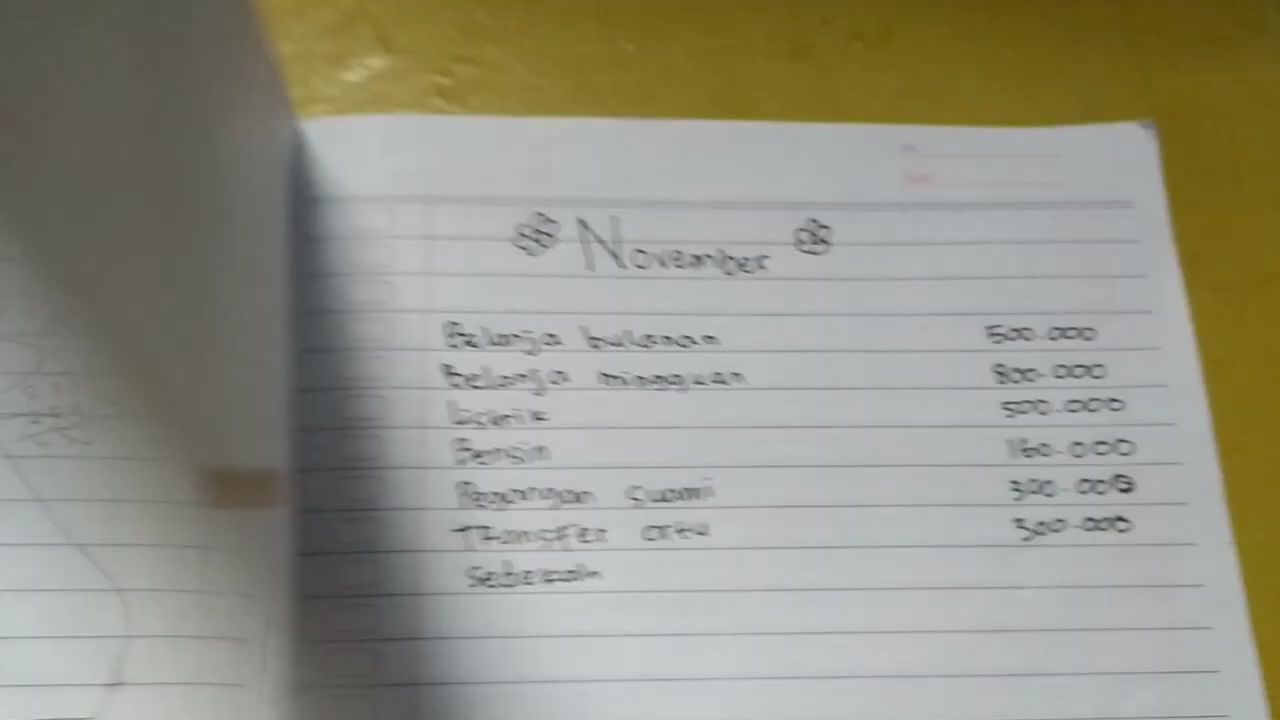 November
Belanja bulanan 500.000
Belanja mingguan 800.000
Listrik 500.000
Bensin 160.000
Pegangan suami 300.000
Transfer ortu 300.000
Sedekah